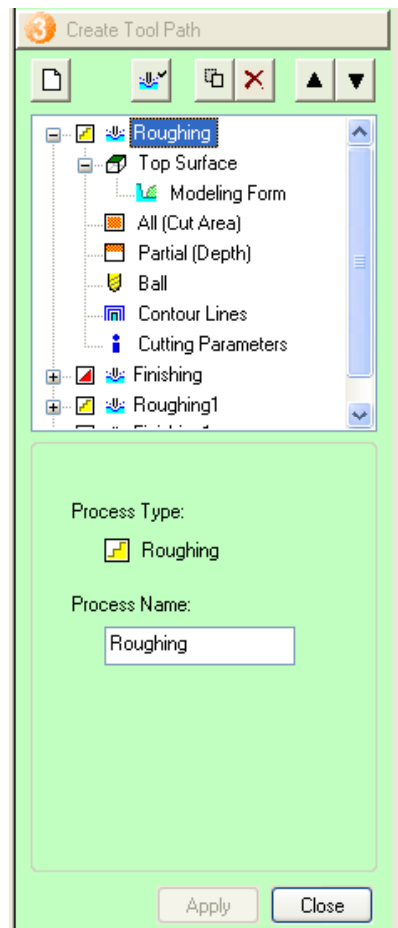 3 Create Tool Path
Roughing
Top Surface
Modeling Form
All (Cut Area)
Partial (Depth)
Ball
Contour Lines
Cutting Parameters
Finishing
Roughing1
Process Type:
Roughing
Process Name:
Roughing
Apply
Close